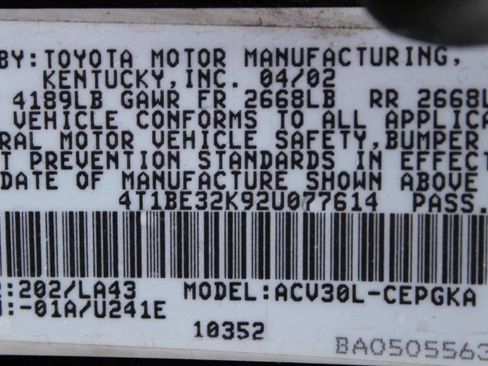 BY: TOYOTA MOTOR MANUFACTURING,
KENTUCKY, INC. 04/02
4189LB GAWR FR 2668LB RR 2668L
VEHICLE CONFORMS TO ALL APPLICA
RAL MOTOR VEHICLE SAFETY, BUMPER
T PREVENTION STANDARDS IN EFFECT
DATE OF MANUFACTURE SHOWN ABOVE
4T1BE32K92U077614 PASS.
:202/LA43 MODEL:ACV30L-CEPGKA
:-01A/U241E
10352
BA0505563